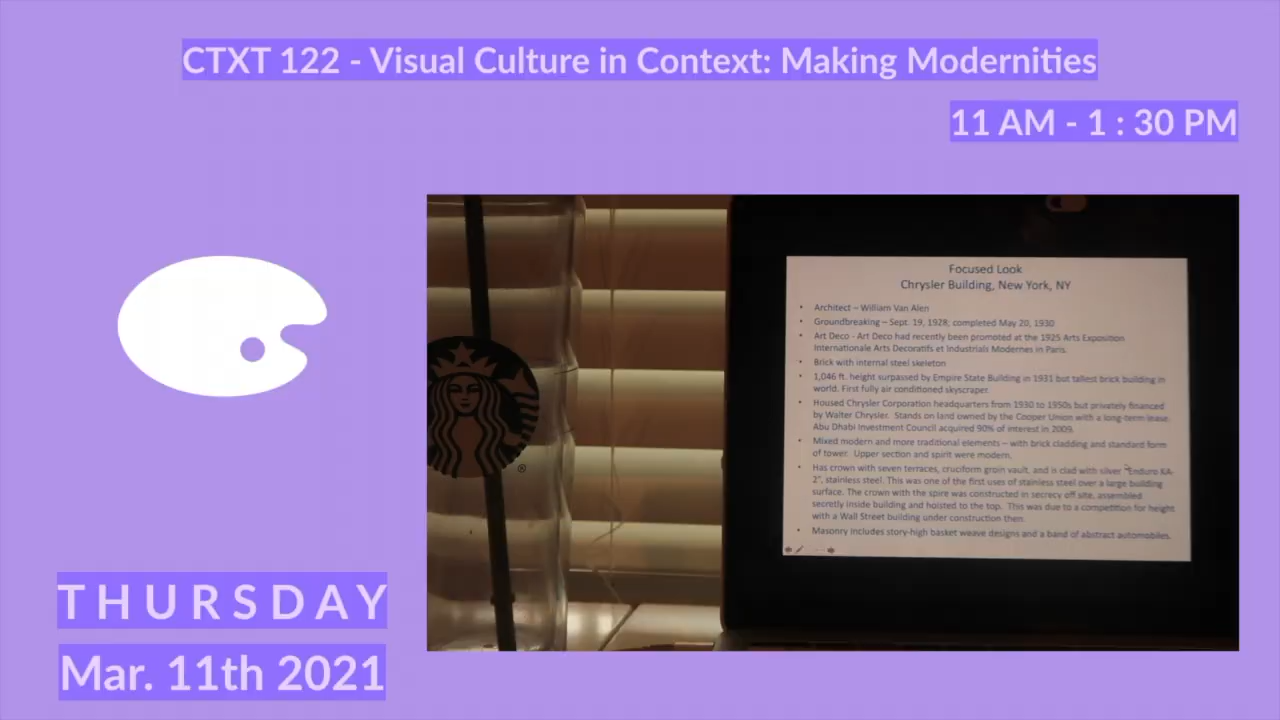 CTXT 122 - Visual Culture in Context: Making Modernities
11 AM - 1 : 30 PM
Focused Look
Chrysler Building, New York, NY
• Architect – William Van Alen
• Groundbreaking – Sept. 19, 1928; completed May 20, 1930
• Art Deco - Art Deco had recently been promoted at the 1925 Arts Exposition
Internationale Arts Decoratifs et Industrials Modernes in Paris.
• Brick with internal steel skeleton
• 1,046 ft. height surpassed by Empire State Building in 1931 but tallest brick building in
world. First fully air conditioned skyscraper.
• Housed Chrysler Corporation headquarters from 1930 to 1950s but privately financed
by Walter Chrysler. Stands on land owned by the Cooper Union with a long-term lease.
Abu Dhabi Investment Council acquired 90% of interest in 2009.
• Mixed modern and more traditional elements – with brick cladding and standard form
of tower. Upper section and spirit were modern.
• Has crown with seven terraces, cruciform groin vault, and is clad with silver "Enduro KA-
2", stainless steel. This was one of the first uses of stainless steel over a large building
surface. The crown with the spire was constructed in secrecy off site, assembled
secretly inside building and hoisted to the top. This was due to a competition for height
with a Wall Street building under construction then.
• Masonry includes story-high basket weave designs and a band of abstract automobiles.
®
THURSDAY
Mar. 11th 2021